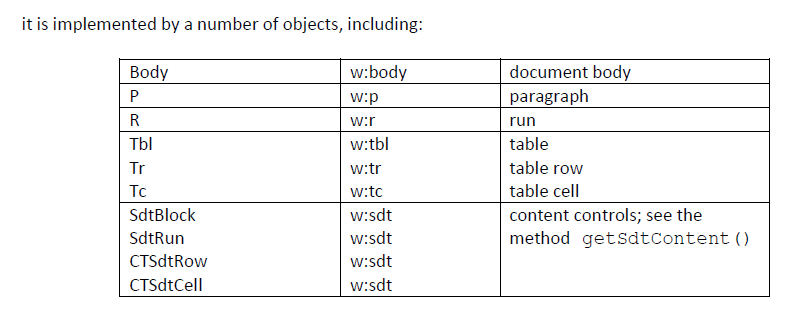 it is implemented by a number of objects, including:
Body w:body document body
P w:p paragraph
R w:r run
Tbl w:tbl table
Tr w:tr table row
Tc w:tc table cell
SdtBlock w:sdt content controls; see the
SdtRun w:sdt method getSdtContent()
CTSdtRow w:sdt
CTSdtCell w:sdt